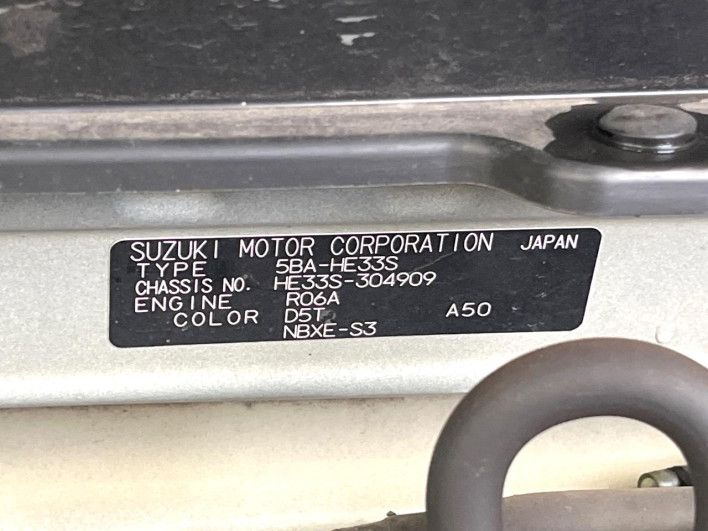 SUZUKI MOTOR CORPORATION JAPAN
TYPE 5BA-HE33S
CHASSIS NO. HE33S-304909
ENGINE R06A
COLOR D5T A50
NBXE-S3